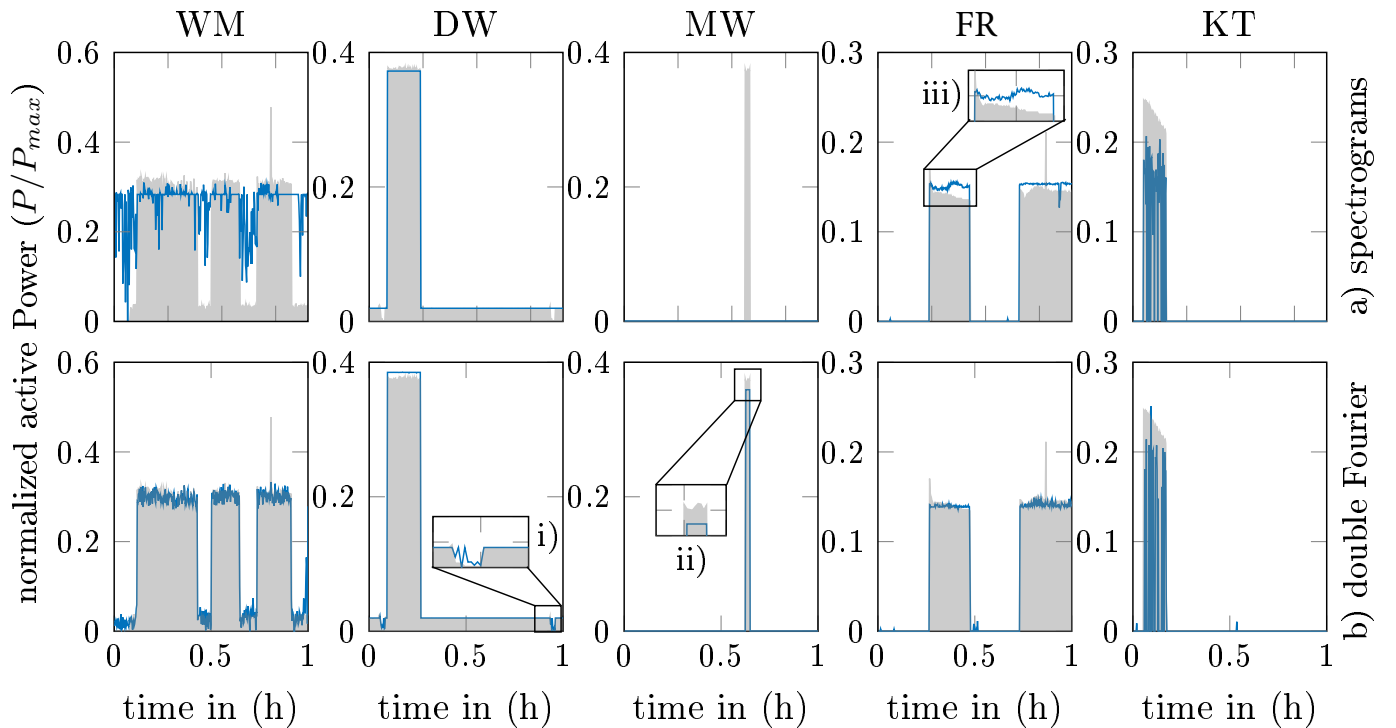 WM DW MW FR KT
normalized active Power (P/P_max)
0.6 0.4 0.3 0.3
0.4 0.2
0.2 0.2 0.2 0.1 0.1
0 0 0 0 0
iii)
a) spectrograms
0.6 0.4 0.4 0.3 0.3
0.4 0.2 0.2
0.2 0.2 0.2 0.1 0.1
0 0 0 0 0
i)
ii)
b) double Fourier
0 0.5 1 0 0.5 1 0 0.5 1 0 0.5 1 0 0.5 1
time in (h) time in (h) time in (h) time in (h) time in (h)